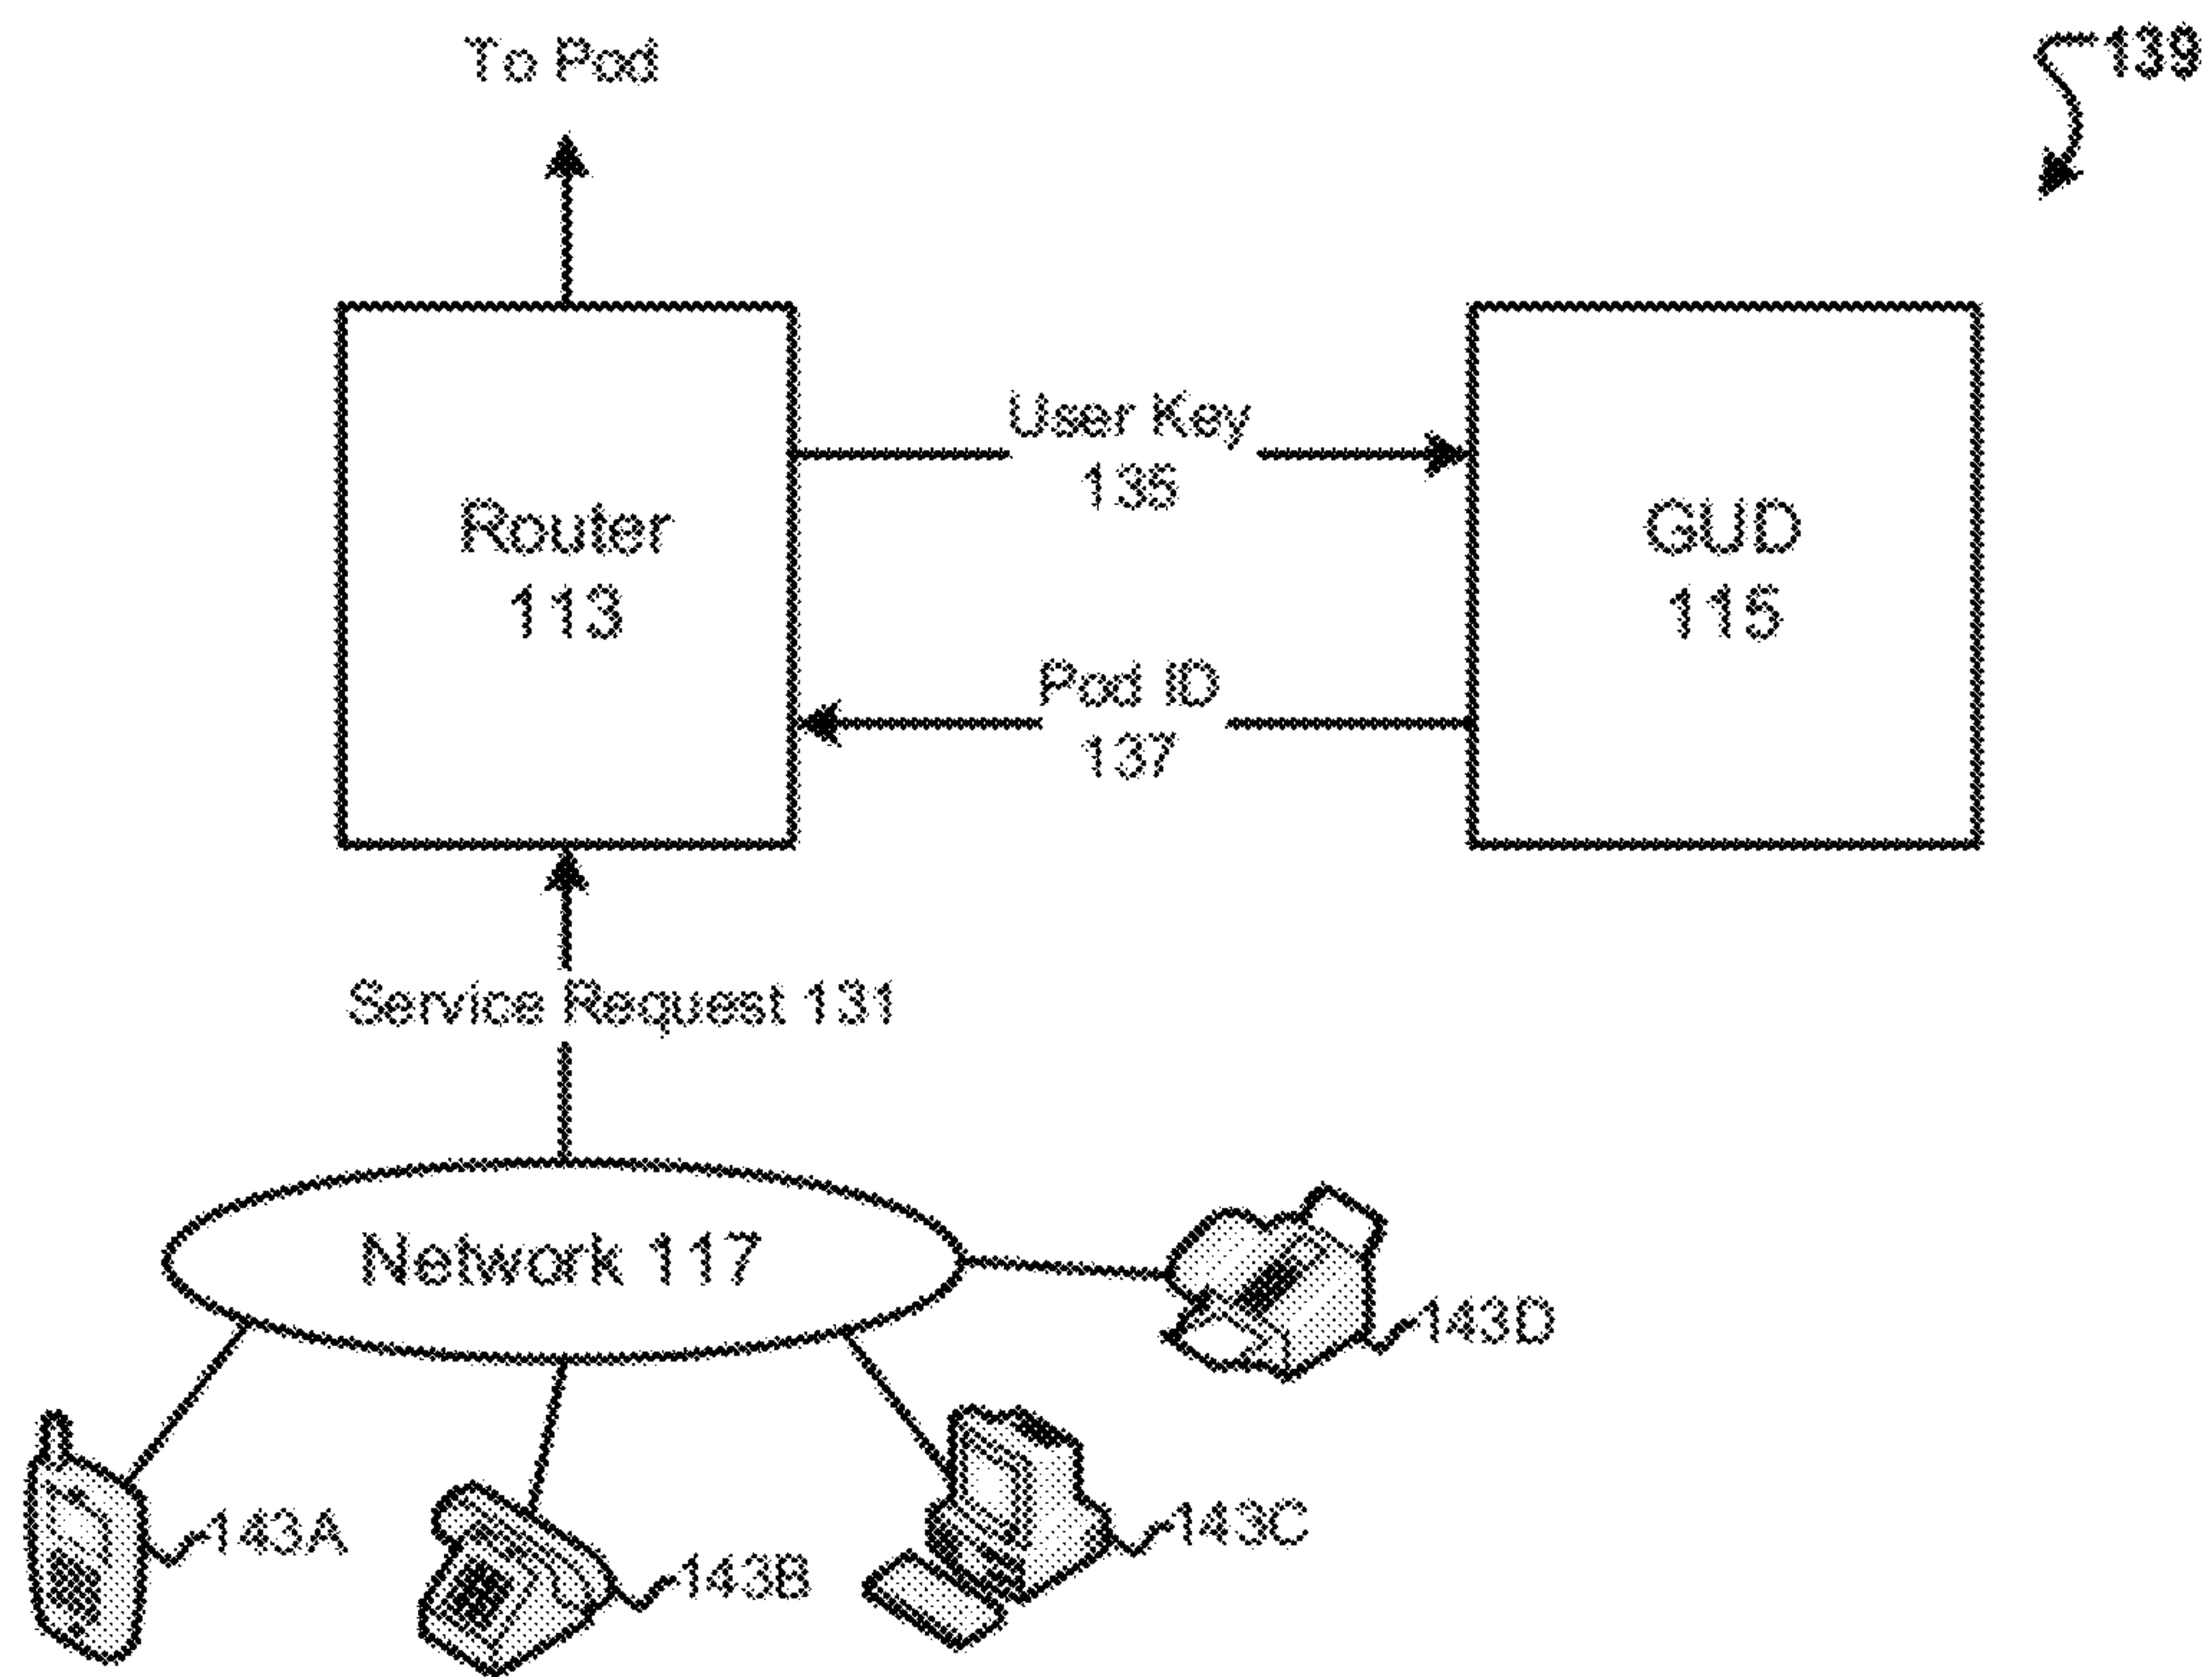 To Pod
139
User Key
135
Router
113
GUD
115
Pod ID
137
Service Request 131
Network 117
143D
143A
143B
143C